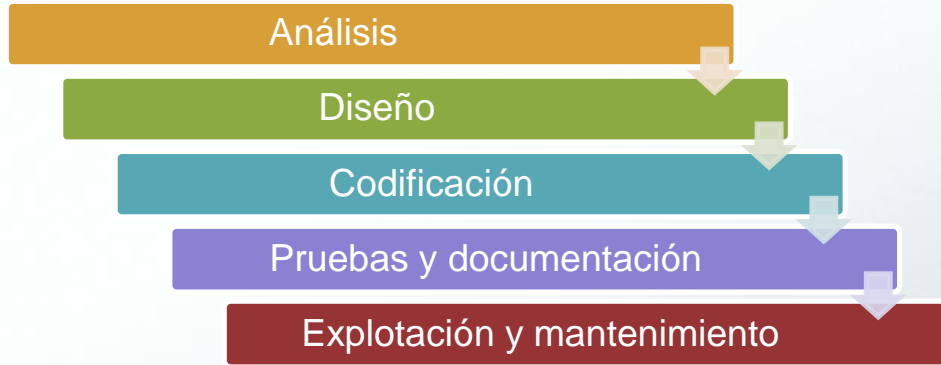 Análisis
Diseño
Codificación
Pruebas y documentación
Explotación y mantenimiento